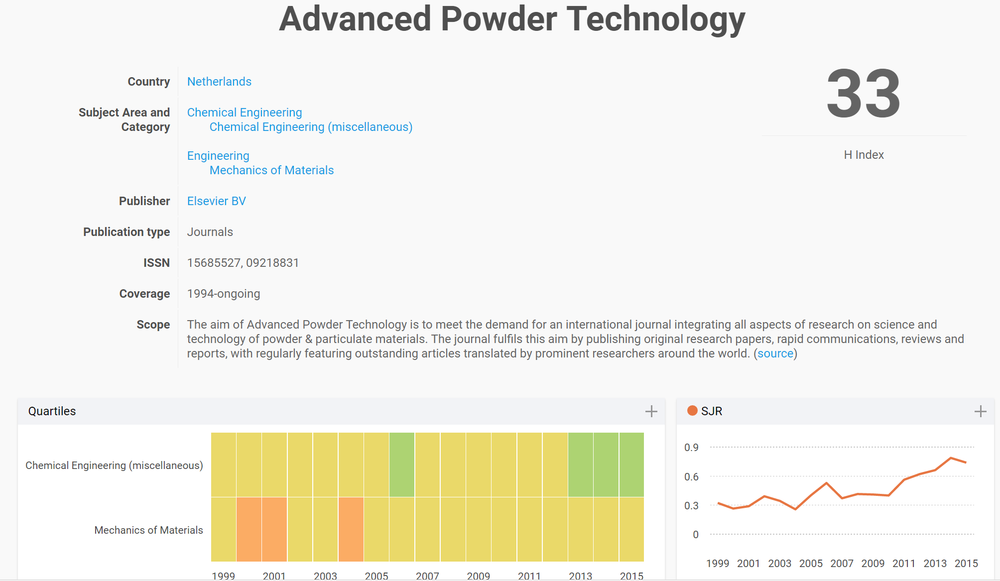 Advanced Powder Technology
Country
Netherlands
Subject Area and
Category
Chemical Engineering
Chemical Engineering (miscellaneous)
Engineering
Mechanics of Materials
Publisher
Elsevier BV
Publication type
Journals
ISSN
15685527, 09218831
Coverage
1994-ongoing
Scope
The aim of Advanced Powder Technology is to meet the demand for an international journal integrating all aspects of research on science and
technology of powder & particulate materials. The journal fulfils this aim by publishing original research papers, rapid communications, reviews and
reports, with regularly featuring outstanding articles translated by prominent researchers around the world. (source)
33
H Index
Quartiles
Chemical Engineering (miscellaneous)
Mechanics of Materials
1999 2001 2003 2005 2007 2009 2011 2013 2015
SJR
0.9
0.6
0.3
0
1999 2001 2003 2005 2007 2009 2011 2013 2015